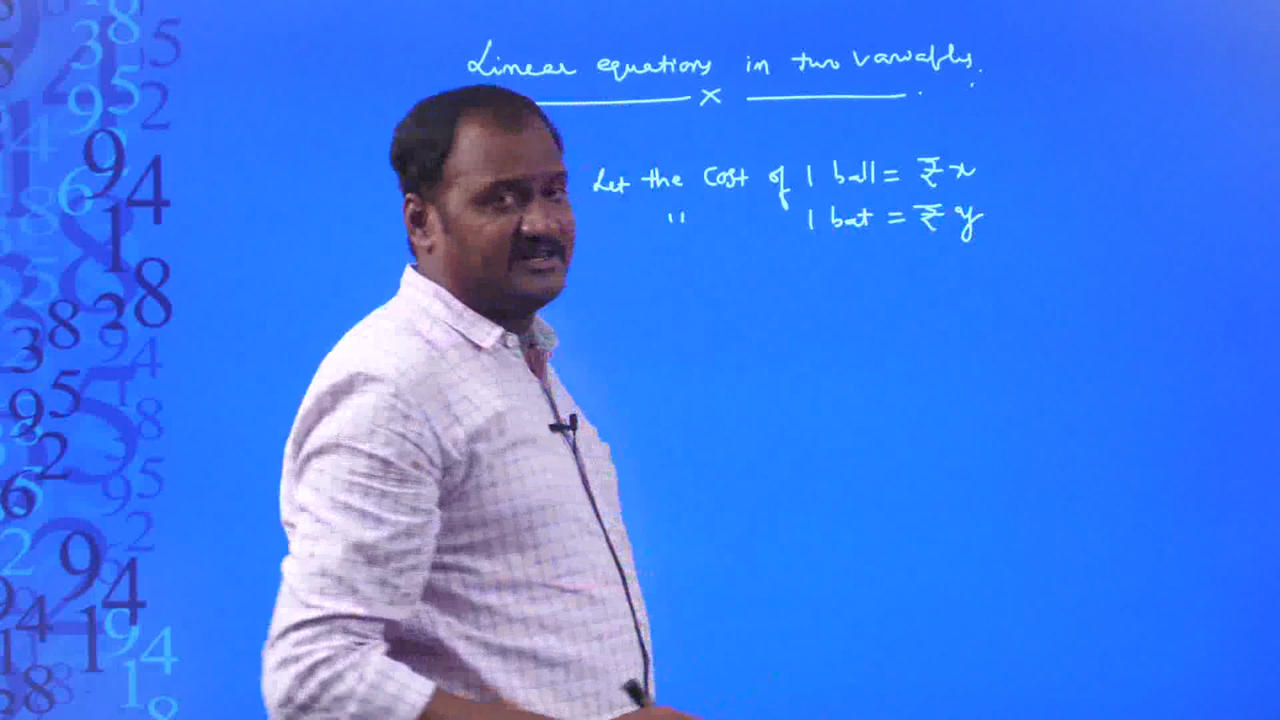 Linear equations in two variables.
Let the cost of 1 ball = ₹ x
" 1 bat = ₹ y